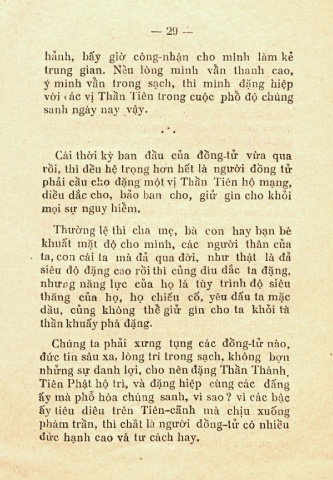 — 29 —
hảnh, bấy giờ công-nhận cho mình làm kẻ
trung gian. Nếu lòng mình vẫn thanh cao,
ý mình vẫn trong sạch, thì mình đặng hiệp
với các vị Thần Tiên trong cuộc phổ độ chúng
sanh ngày nay vậy.
Cái thời kỳ ban đầu của đồng-tử vừa qua
rồi, thì đều hệ trọng hơn hết là người đồng tử
phải cầu cho đặng một vị Thần Tiên hộ mạng,
diều dắc cho, bảo ban cho, giử gìn cho khỏi
mọi sự nguy hiễm.
Thường lệ thì cha mẹ, bà con hay bạn bè
khuất mặt độ cho mình, các người thân của
ta, con cái ta mà đả qua đời, như thật là đả
siêu độ đặng cao rồi thì củng dìu dắc ta đặng,
nhưng năng lực của họ là tùy trình độ siêu
thăng của họ, họ chiếu cố, yêu dấu ta mặc
dầu, củng không thể giử gìn cho ta khỏi tà
thần khuấy phá đặng.
Chúng ta phải xưng tụng các đồng-tử nào,
đức tin sâu xa, lòng trí trong sạch, không bợn
những sự danh lợi, cho nên đặng Thần Thánh
Tiên Phật hộ trì, và đặng hiệp cùng các đấng
ấy mà phổ hóa chúng sanh, vì sao? vì các bậc
ấy tiêu diêu trên Tiên-cãnh mà chịu xuống
phàm trần, thì chắt là người đồng-tử có nhiều
đức hạnh cao và tư cách hay.